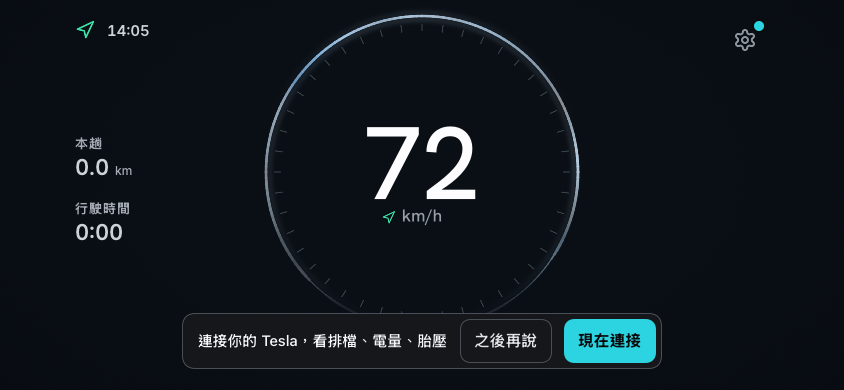 14:05
本趟
0.0 km
行駛時間
0:00
72
km/h
連接你的 Tesla，看排檔、電量、胎壓
之後再說
現在連接